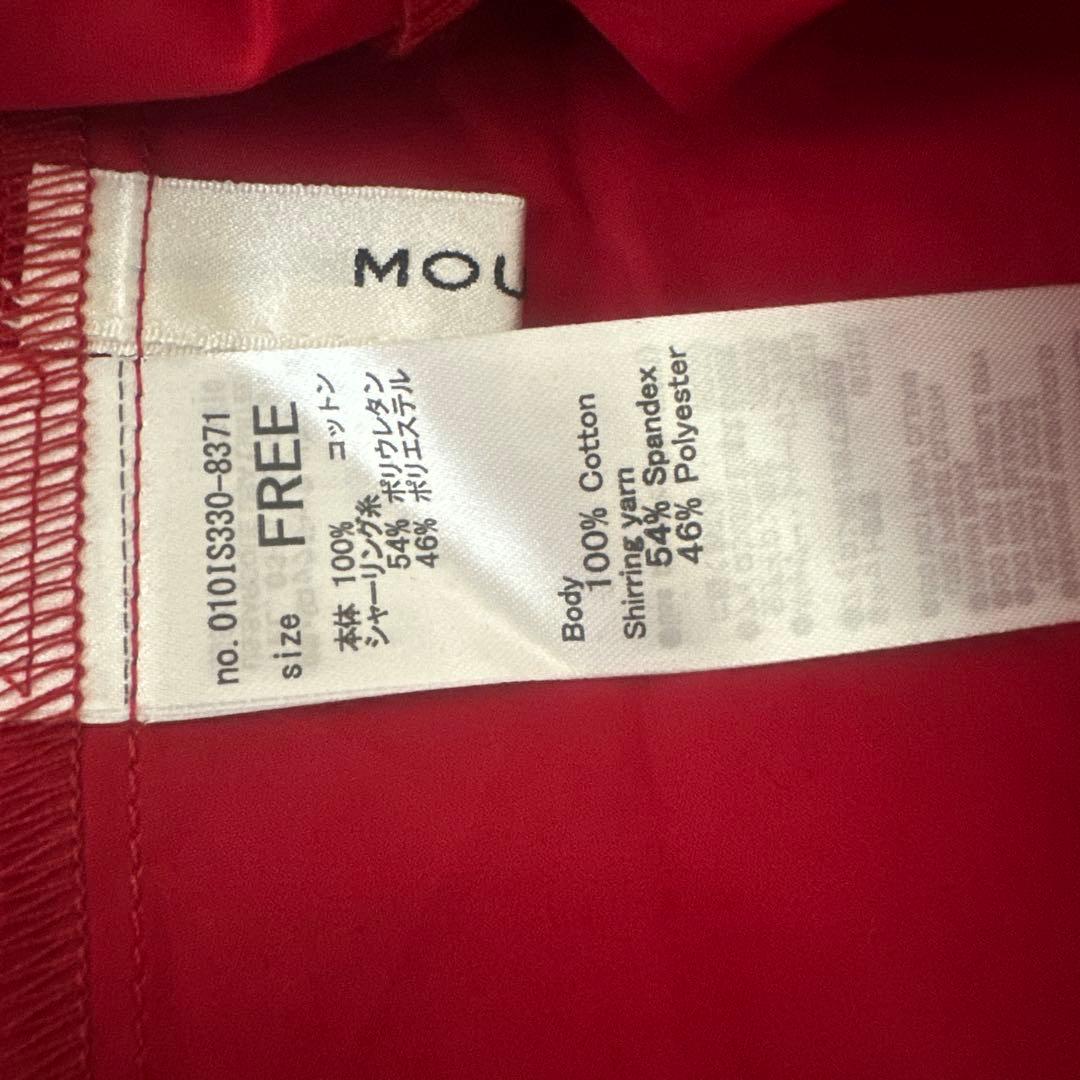 MOU
no. 010IS330-8371
size FREE
本体 100% コットン
シャーリング糸
54% ポリウレタン
46% ポリエステル
Body
100% Cotton
Shirring yarn
54% Spandex
46% Polyester